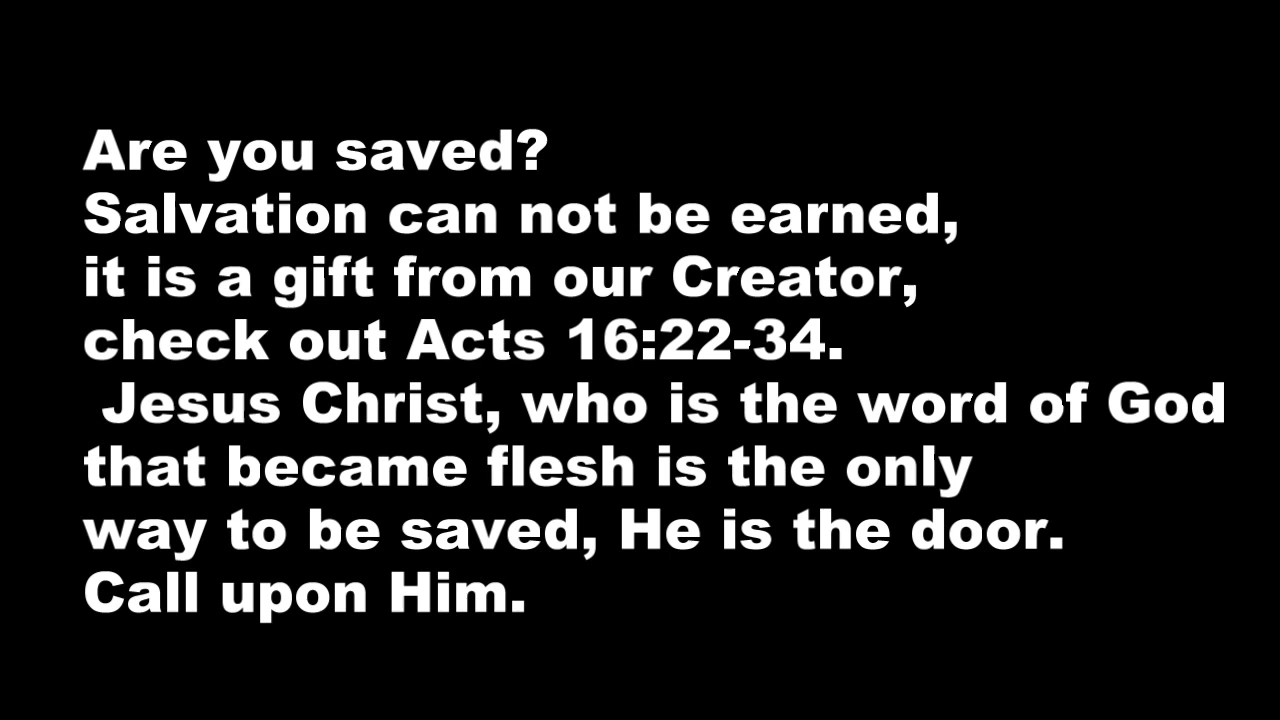 Are you saved?
Salvation can not be earned,
it is a gift from our Creator,
check out Acts 16:22-34.
Jesus Christ, who is the word of God
that became flesh is the only
way to be saved, He is the door.
Call upon Him.